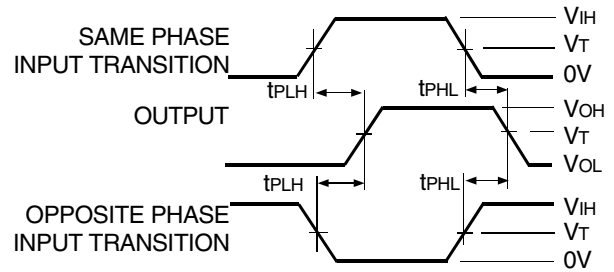 SAME PHASE
INPUT TRANSITION
VIH
VT
0V
tPLH
tPHL
OUTPUT
VOH
VT
VOL
tPLH
tPHL
OPPOSITE PHASE
INPUT TRANSITION
VIH
VT
0V